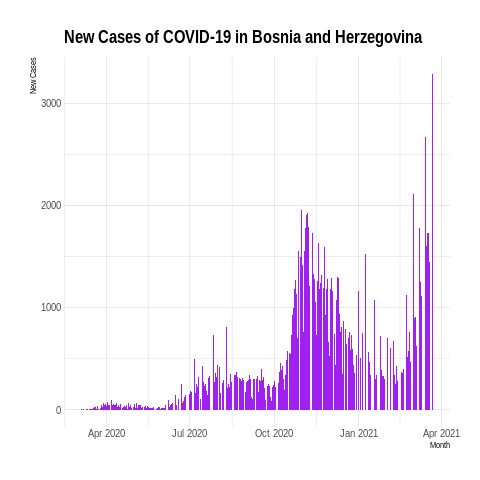 New Cases of COVID-19 in Bosnia and Herzegovina
New Cases
3000
2000
1000
0
Apr 2020
Jul 2020
Oct 2020
Jan 2021
Apr 2021
Month